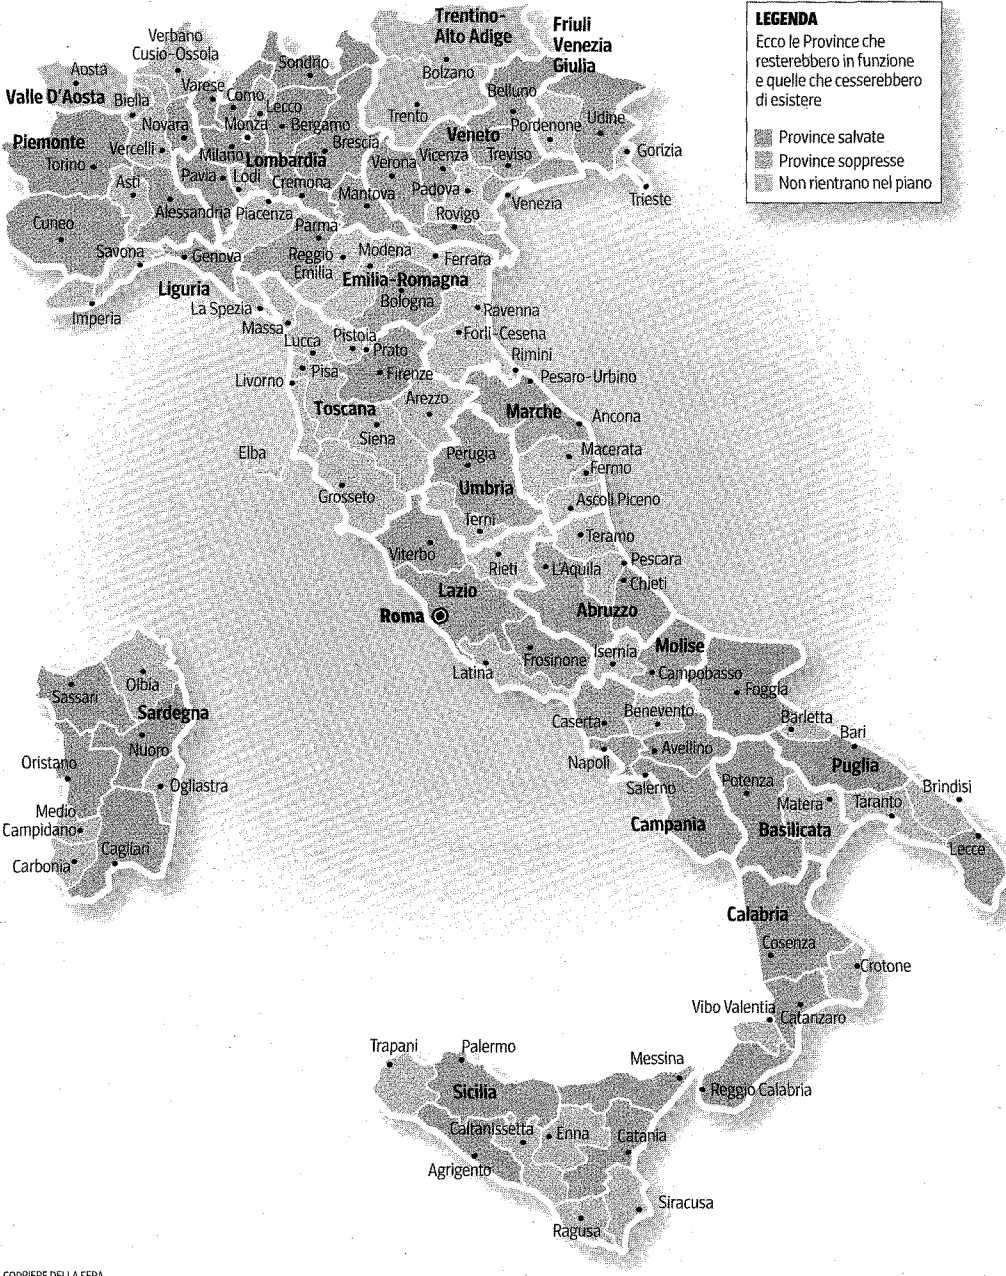 Trentino-
Alto Adige
Friuli
Venezia
Giulia
LEGENDA
Ecco le Province che
resterebbero in funzione
e quelle che cesserebbero
di esistere
Province salvate
Province soppresse
Non rientrano nel piano
Verbano
Cusio-Ossola
Sondrio
Bolzano
Aosta
Valle D'Aosta
Biella
Varese
Como
Lecco
Belluno
Trento
Udine
Pordenone
Novara
Monza
Bergamo
Veneto
Piemonte
Vercelli
Milano
Lombardia
Brescia
Verona
Vicenza
Treviso
Gorizia
Torino
Asti
Pavia
Lodi
Cremona
Mantova
Padova
Venezia
Trieste
Alessandria
Piacenza
Rovigo
Cuneo
Parma
Savona
Genova
Reggio
Emilia
Modena
Ferrara
Emilia-Romagna
Liguria
Bologna
La Spezia
Imperia
Massa
Ravenna
Lucca
Pistoia
Prato
Forlì-Cesena
Rimini
Livorno
Pisa
Firenze
Pesaro-Urbino
Arezzo
Toscana
Marche
Ancona
Siena
Elba
Perugia
Macerata
Fermo
Grosseto
Umbria
Ascoli Piceno
Terni
Teramo
Viterbo
Rieti
L'Aquila
Pescara
Chieti
Lazio
Abruzzo
Roma
Isernia
Molise
Latina
Frosinone
Campobasso
Foggia
Sassari
Olbia
Sardegna
Caserta
Benevento
Barletta
Bari
Nuoro
Napoli
Avellino
Oristano
Ogliastra
Puglia
Salerno
Potenza
Matera
Taranto
Brindisi
Medio
Campidano
Campania
Basilicata
Carbonia
Cagliari
Lecce
Calabria
Cosenza
Crotone
Vibo Valentia
Catanzaro
Trapani
Palermo
Messina
Sicilia
Reggio Calabria
Caltanissetta
Enna
Catania
Agrigento
Siracusa
Ragusa
CORRIERE DELLA SERA